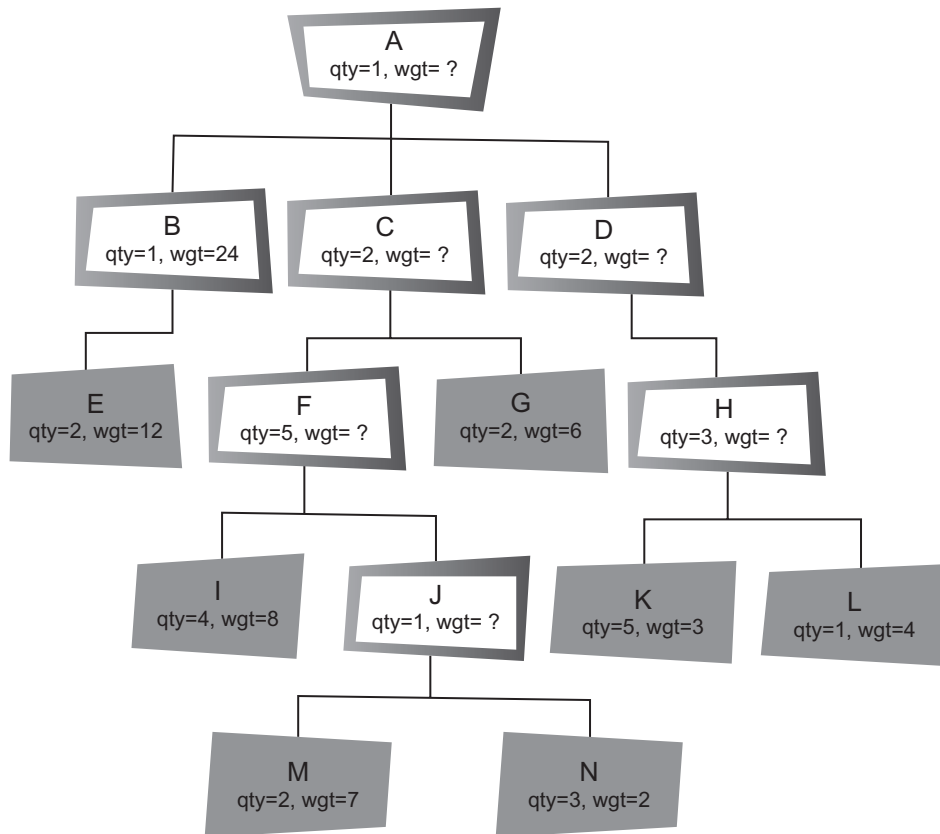 A
qty=1, wgt= ?
B
qty=1, wgt=24
C
qty=2, wgt= ?
D
qty=2, wgt= ?
E
qty=2, wgt=12
F
qty=5, wgt= ?
G
qty=2, wgt=6
H
qty=3, wgt= ?
I
qty=4, wgt=8
J
qty=1, wgt= ?
K
qty=5, wgt=3
L
qty=1, wgt=4
M
qty=2, wgt=7
N
qty=3, wgt=2